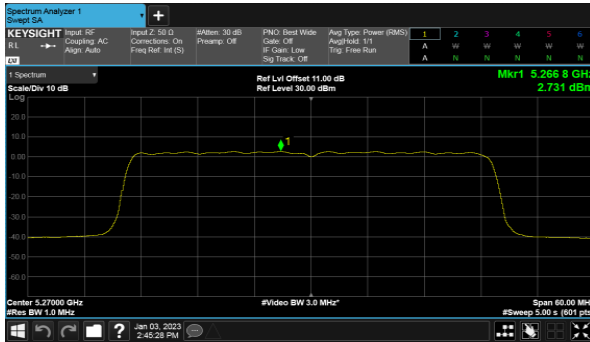 Spectrum Analyzer 1
Swept SA
+
KEYSIGHT
RL
Input: RF
Coupling: AC
Align: Auto
Input Z: 50 Ω
Corrections: On
Freq Ref: Int (S)
#Atten: 30 dB
Preamp: Off
PNO: Best Wide
Gate: Off
IF Gain: Low
Sig Track: Off
Avg Type: Power (RMS)
Avg|Hold: 1/1
Trig: Free Run
1 2 3 4 5 6
A W W W W W
A N N N N N
1 Spectrum
Scale/Div 10 dB
Log
Ref Lvl Offset 11.00 dB
Ref Level 30.00 dBm
Mkr1 5.266 8 GHz
2.731 dBm
20.0
10.0
0.00
-10.0
-20.0
-30.0
-40.0
-50.0
-60.0
1
Center 5.27000 GHz
#Res BW 1.0 MHz
#Video BW 3.0 MHz*
Span 60.00 MH
#Sweep 5.00 s (601 pts
?
Jan 03, 2023
2:45:28 PM